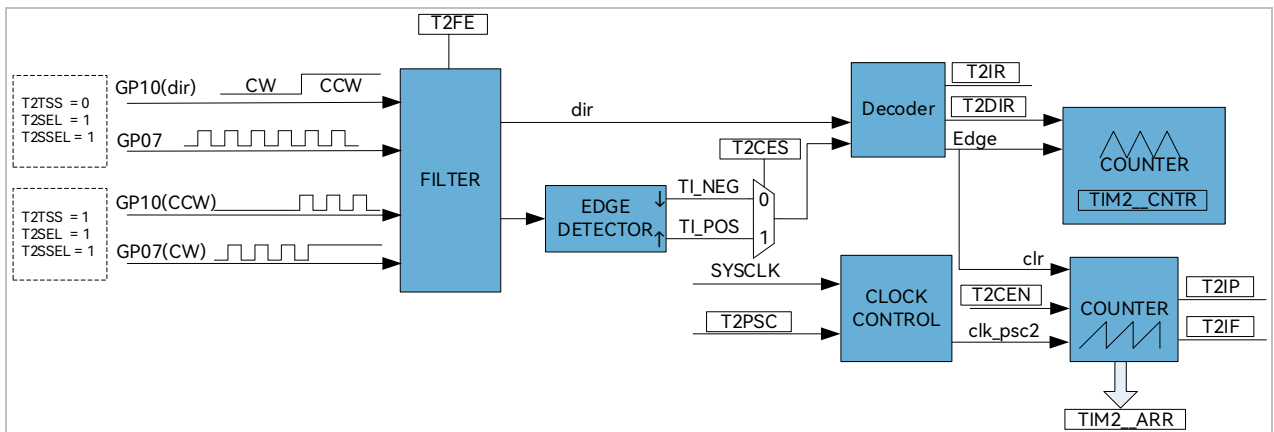 T2FE
GP10(dir)
CW
CCW
T2TSS = 0
T2SEL = 1
T2SSEL = 1
GP07
T2TSS = 1
T2SEL = 1
T2SSEL = 1
GP10(CCW)
GP07(CW)
FILTER
dir
EDGE
DETECTOR
↓
↑
TI_NEG
TI_POS
T2CES
0
1
Decoder
T2IR
T2DIR
Edge
COUNTER
TIM2__CNTR
SYSCLK
T2PSC
CLOCK
CONTROL
clr
T2CEN
clk_psc2
COUNTER
T2IP
T2IF
TIM2__ARR